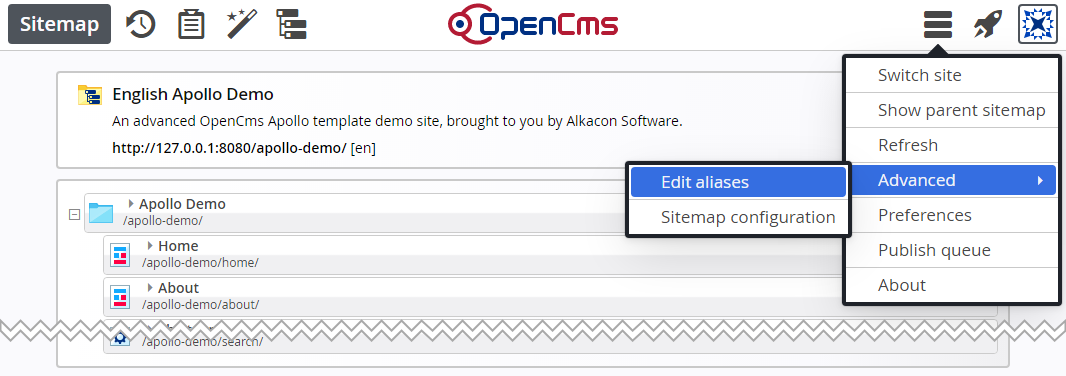 Sitemap
OpenCms
Switch site
Show parent sitemap
Refresh
Advanced
Preferences
Publish queue
About
Edit aliases
Sitemap configuration
English Apollo Demo
An advanced OpenCms Apollo template demo site, brought to you by Alkacon Software.
http://127.0.0.1:8080/apollo-demo/ [en]
Apollo Demo
/apollo-demo/
Home
/apollo-demo/home/
About
/apollo-demo/about/
/apollo-demo/search/